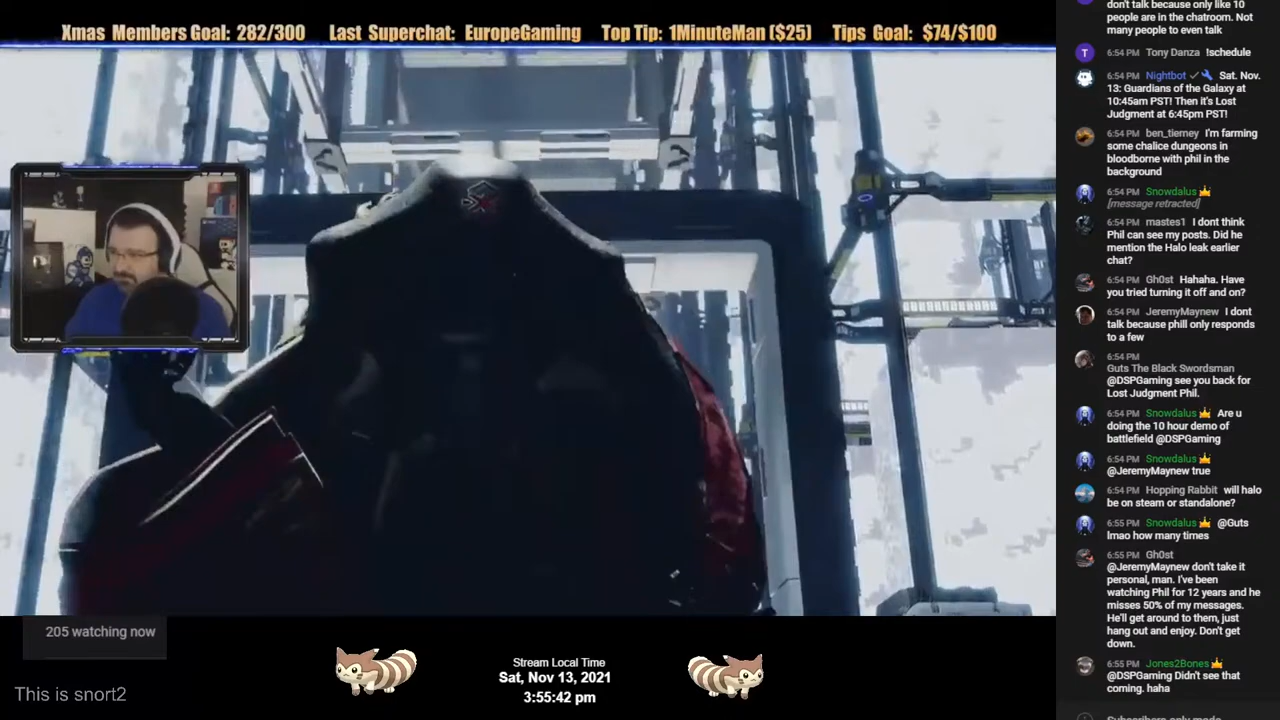 Xmas Members Goal: 282/300 Last Superchat: EuropeGaming Top Tip: 1MinuteMan ($25) Tips Goal: $74/$100
205 watching now
This is snort2
Stream Local Time
Sat, Nov 13, 2021
3:55:42 pm
don't talk because only like 10
people are in the chatroom. Not
many people to even talk
T 6:54 PM Tony Danza !schedule
6:54 PM Nightbot Sat. Nov.
13: Guardians of the Galaxy at
10:45am PST! Then it's Lost
Judgment at 6:45pm PST!
6:54 PM ben_tierney I'm farming
some chalice dungeons in
bloodborne with phil in the
background
6:54 PM Snowdalus
[message retracted]
6:54 PM mastes1 I dont think
Phil can see my posts. Did he
mention the Halo leak earlier
chat?
6:54 PM Gh0st Hahaha. Have
you tried turning it off and on?
6:54 PM JeremyMaynew I dont
talk because phill only responds
to a few
6:54 PM
Guts The Black Swordsman
@DSPGaming see you back for
Lost Judgment Phil.
6:54 PM Snowdalus Are u
doing the 10 hour demo of
battlefield @DSPGaming
6:54 PM Snowdalus
@JeremyMaynew true
6:54 PM Hopping Rabbit will halo
be on steam or standalone?
6:55 PM Snowdalus @Guts
lmao how many times
6:55 PM Gh0st
@JeremyMaynew don't take it
personal, man. I've been
watching Phil for 12 years and he
misses 50% of my messages.
He'll get around to them, just
hang out and enjoy. Don't get
down.
6:55 PM Jones2Bones
@DSPGaming Didn't see that
coming. haha
Subscribers-only mode